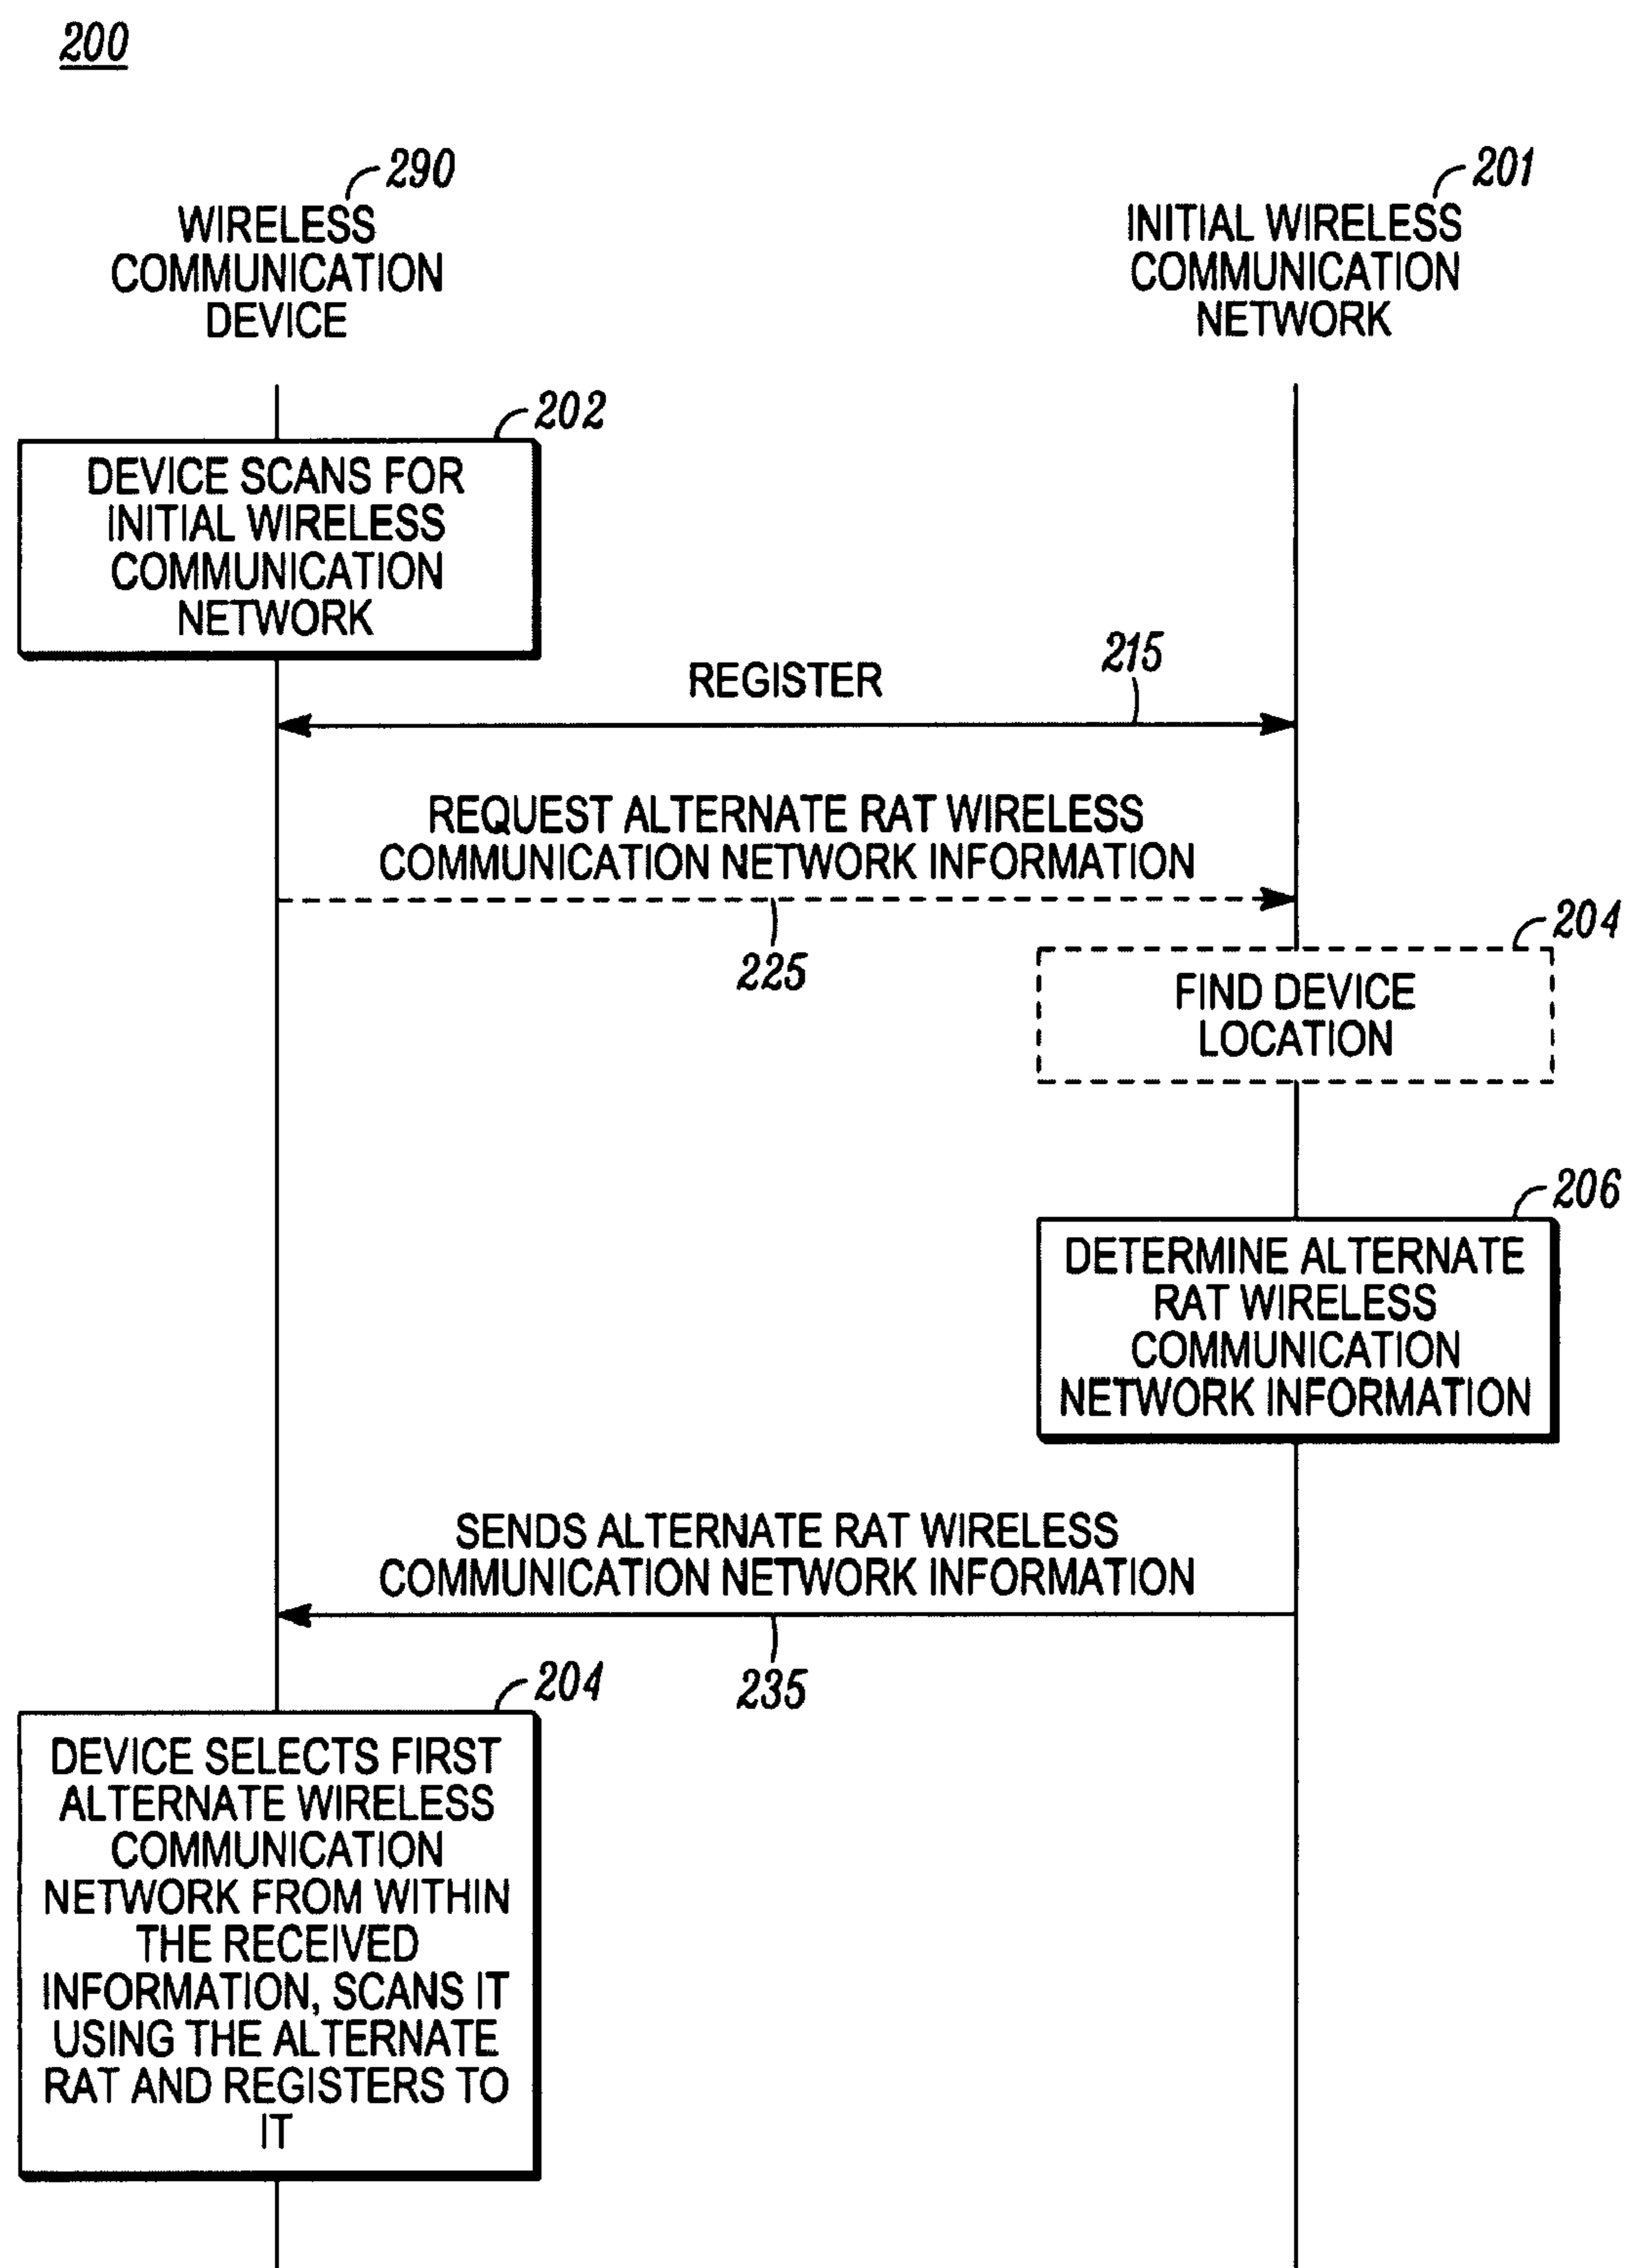 200
290
WIRELESS
COMMUNICATION
DEVICE
201
INITIAL WIRELESS
COMMUNICATION
NETWORK
202
DEVICE SCANS FOR
INITIAL WIRELESS
COMMUNICATION
NETWORK
REGISTER
215
REQUEST ALTERNATE RAT WIRELESS
COMMUNICATION NETWORK INFORMATION
225
204
FIND DEVICE
LOCATION
206
DETERMINE ALTERNATE
RAT WIRELESS
COMMUNICATION
NETWORK INFORMATION
SENDS ALTERNATE RAT WIRELESS
COMMUNICATION NETWORK INFORMATION
235
204
DEVICE SELECTS FIRST
ALTERNATE WIRELESS
COMMUNICATION
NETWORK FROM WITHIN
THE RECEIVED
INFORMATION, SCANS IT
USING THE ALTERNATE
RAT AND REGISTERS TO
IT